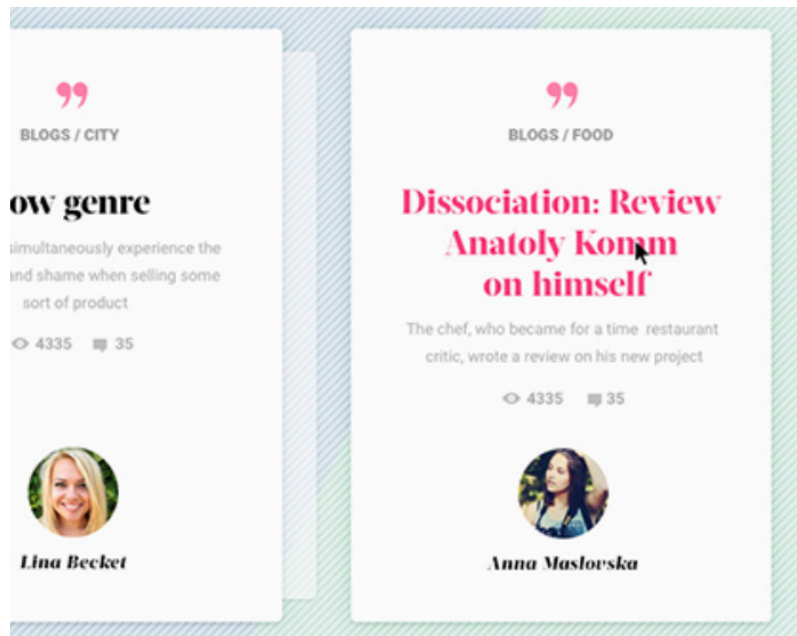 BLOGS / CITY
ow genre
simultaneously experience the
and shame when selling some
sort of product
4335 35
Lina Becket
BLOGS / FOOD
Dissociation: Review
Anatoly Komm
on himself
The chef, who became for a time restaurant
critic, wrote a review on his new project
4335 35
Anna Maslovska